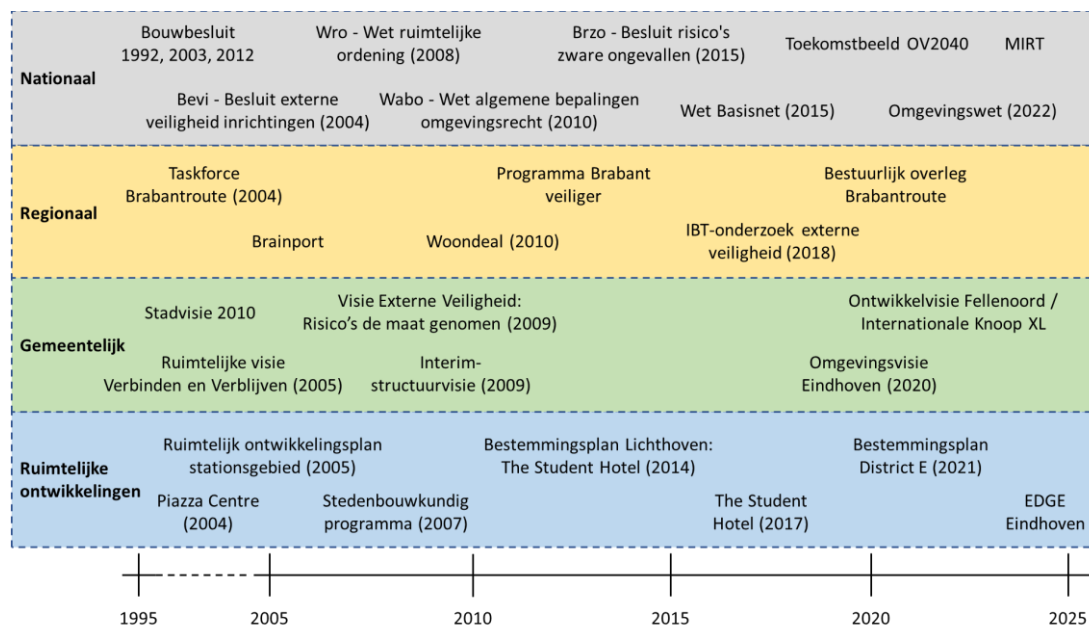 Nationaal
Bouwbesluit
1992, 2003, 2012
Wro - Wet ruimtelijke
ordening (2008)
Brzo - Besluit risico's
zware ongevallen (2015)
Toekomstbeeld OV2040
MIRT
Bevi - Besluit externe
veiligheid inrichtingen (2004)
Wabo - Wet algemene bepalingen
omgevingsrecht (2010)
Wet Basisnet (2015)
Omgevingswet (2022)
Regionaal
Taskforce
Brabantroute (2004)
Programma Brabant
veiliger
Bestuurlijk overleg
Brabantroute
Brainport
Woondeal (2010)
IBT-onderzoek externe
veiligheid (2018)
Gemeentelijk
Stadvisie 2010
Visie Externe Veiligheid:
Risico’s de maat genomen (2009)
Ontwikkelvisie Fellenoord /
Internationale Knoop XL
Ruimtelijke visie
Verbinden en Verblijven (2005)
Interim-
structuurvisie (2009)
Omgevingsvisie
Eindhoven (2020)
Ruimtelijke
ontwikkelingen
Ruimtelijk ontwikkelingsplan
stationsgebied (2005)
Bestemmingsplan Lichthoven:
The Student Hotel (2014)
Bestemmingsplan
District E (2021)
Piazza Centre
(2004)
Stedenbouwkundig
programma (2007)
The Student
Hotel (2017)
EDGE
Eindhoven
1995
2005
2010
2015
2020
2025